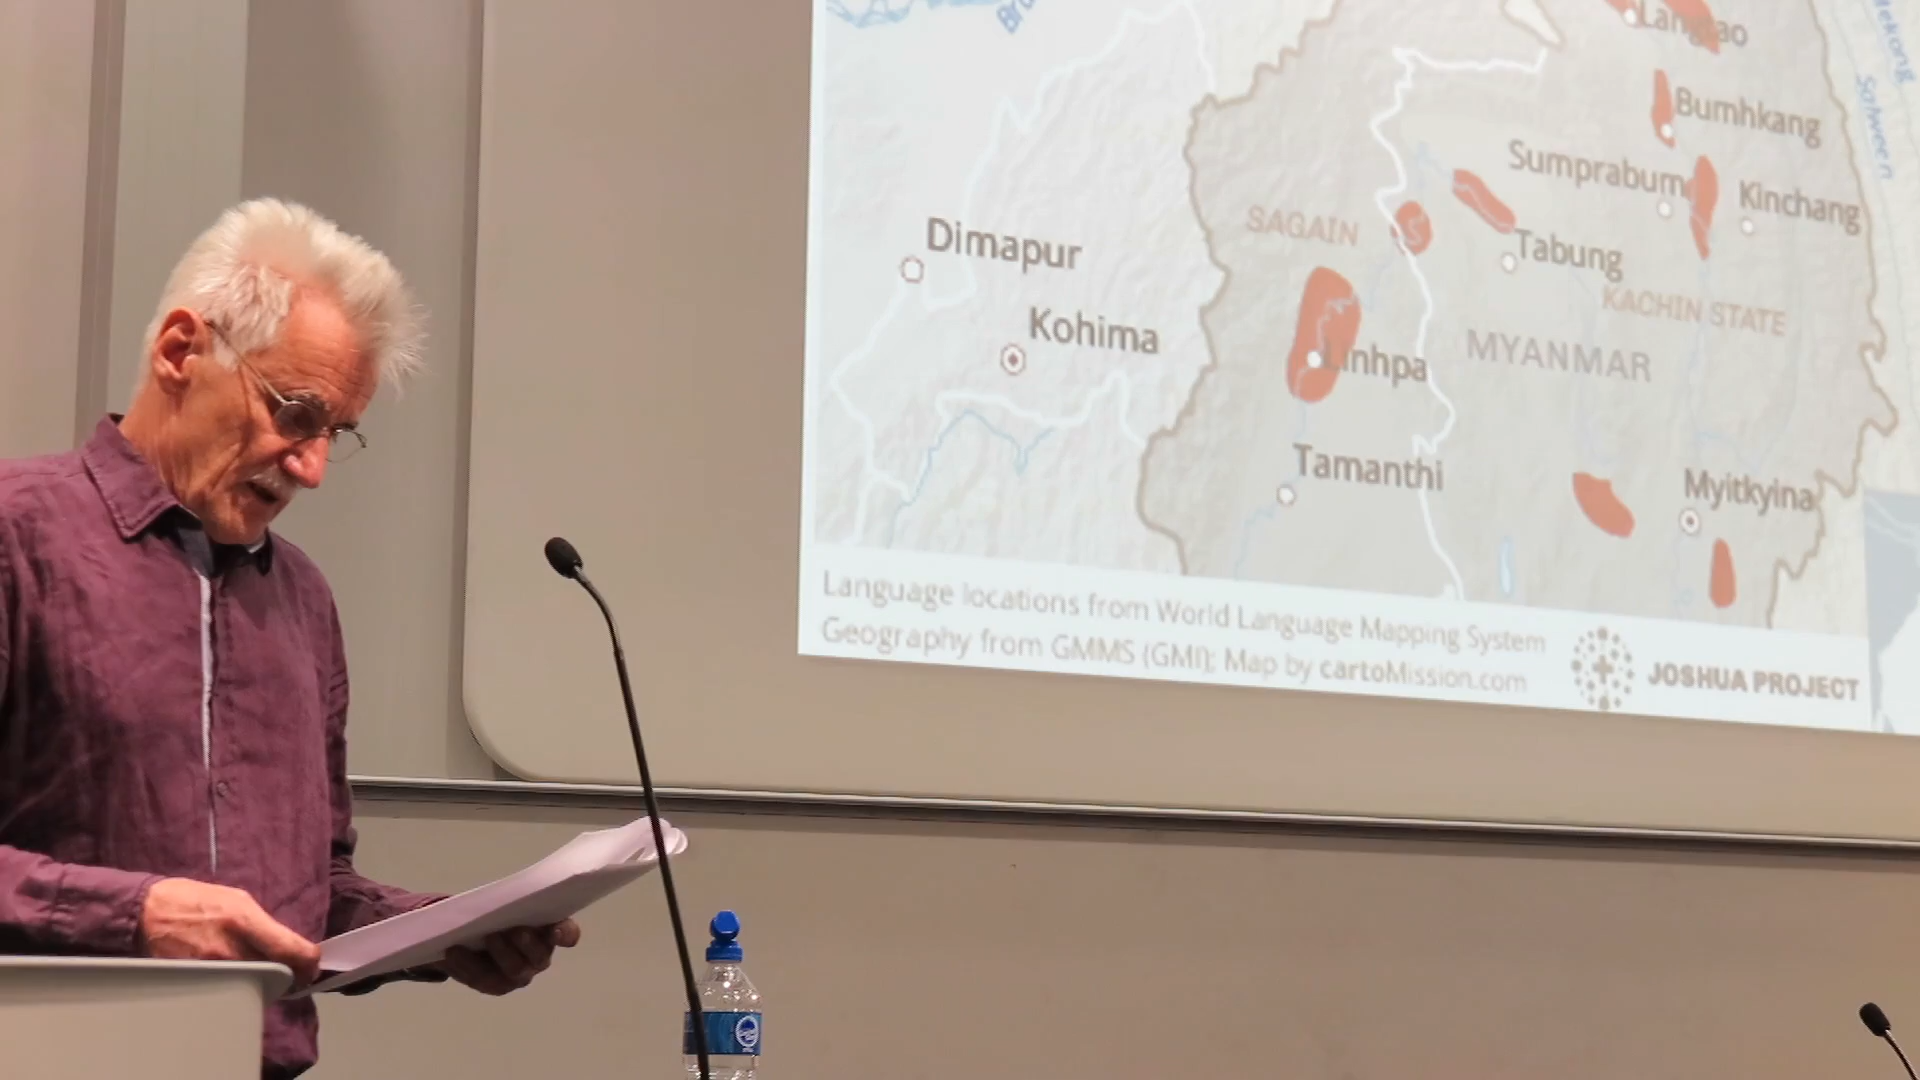 Mekong
Salween
Bumhkang
Sumprabum
Kinchang
SAGAIN
Dimapur
Tabung
KACHIN STATE
Kohima
MYANMAR
Linhpa
Tamanthi
Myitkyina
Language locations from World Language Mapping System
Geography from GMMS (GMI); Map by cartoMission.com
JOSHUA PROJECT